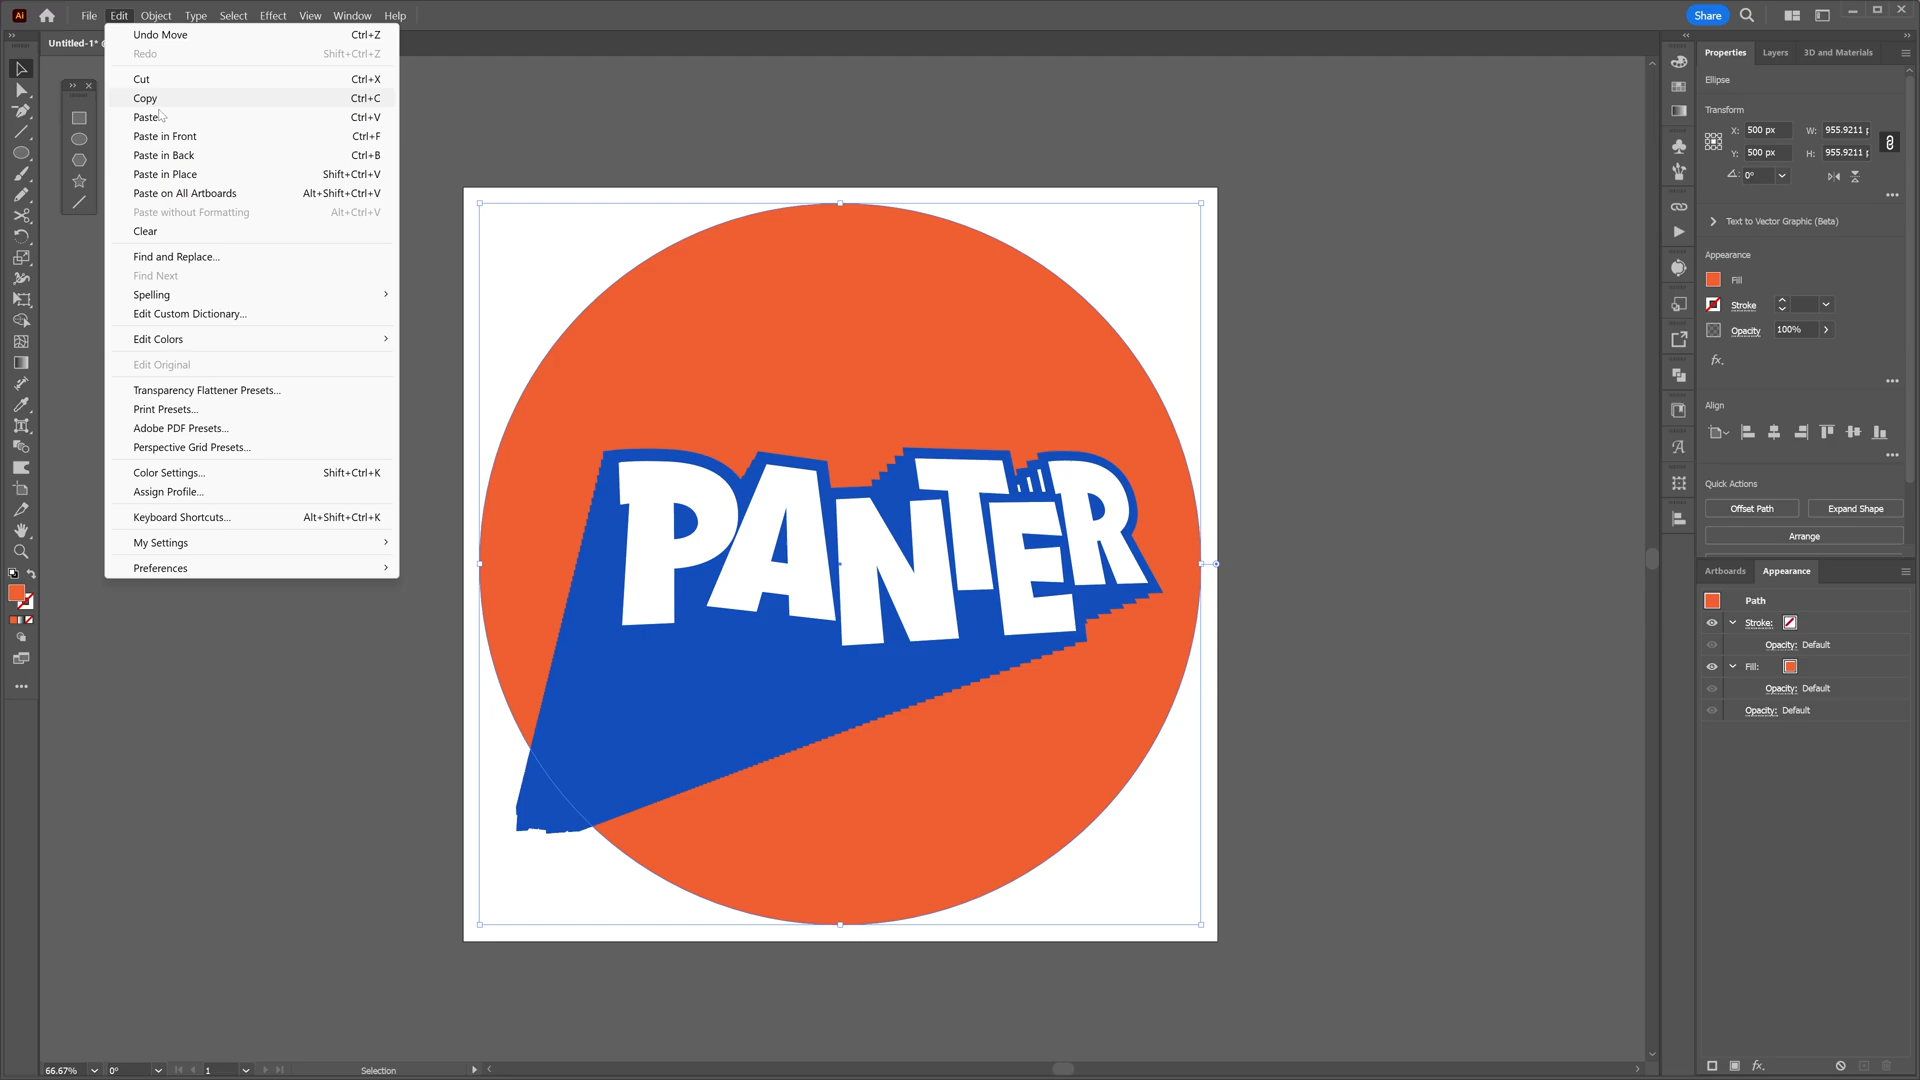 Ai
File Edit Object Type Select Effect View Window Help
Share
Untitled-1*
Undo Move Ctrl+Z
Redo Shift+Ctrl+Z
Cut Ctrl+X
Copy Ctrl+C
Paste Ctrl+V
Paste in Front Ctrl+F
Paste in Back Ctrl+B
Paste in Place Shift+Ctrl+V
Paste on All Artboards Alt+Shift+Ctrl+V
Paste without Formatting Alt+Ctrl+V
Clear
Find and Replace...
Find Next
Spelling
Edit Custom Dictionary...
Edit Colors
Edit Original
Transparency Flattener Presets...
Print Presets...
Adobe PDF Presets...
Perspective Grid Presets...
Color Settings... Shift+Ctrl+K
Assign Profile...
Keyboard Shortcuts... Alt+Shift+Ctrl+K
My Settings
Preferences
PANTER
Properties Layers 3D and Materials
Ellipse
Transform
X: 500 px W: 955.9211 p
Y: 500 px H: 955.9211 p
0°
Text to Vector Graphic (Beta)
Appearance
Fill
Stroke
Opacity 100%
fx
Align
Quick Actions
Offset Path Expand Shape
Arrange
Artboards Appearance
Path
Stroke:
Opacity: Default
Fill:
Opacity: Default
Opacity: Default
fx
66.67% 0° 1 Selection